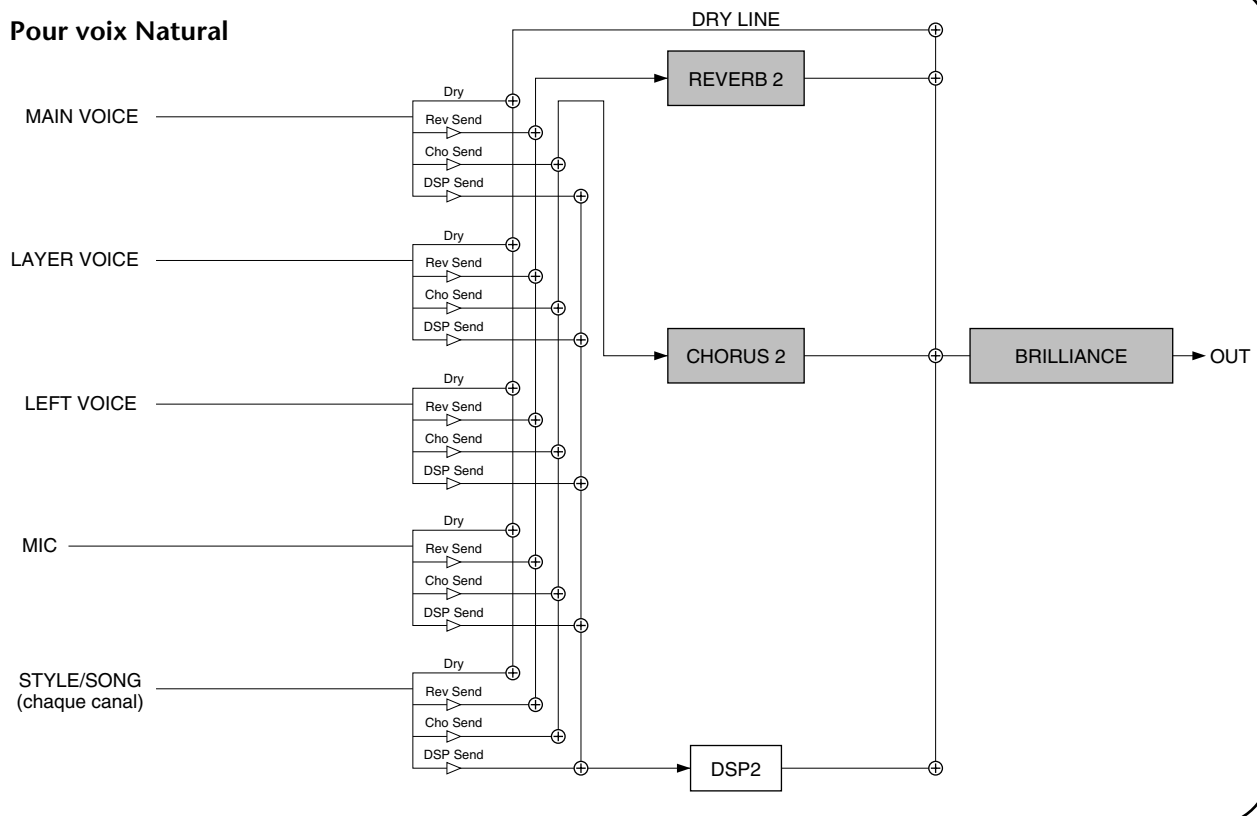 Pour voix Natural
DRY LINE
REVERB 2
MAIN VOICE
Dry
Rev Send
Cho Send
DSP Send
LAYER VOICE
Dry
Rev Send
Cho Send
DSP Send
CHORUS 2
BRILLIANCE
OUT
LEFT VOICE
Dry
Rev Send
Cho Send
DSP Send
MIC
Dry
Rev Send
Cho Send
DSP Send
STYLE/SONG
(chaque canal)
Dry
Rev Send
Cho Send
DSP Send
DSP2